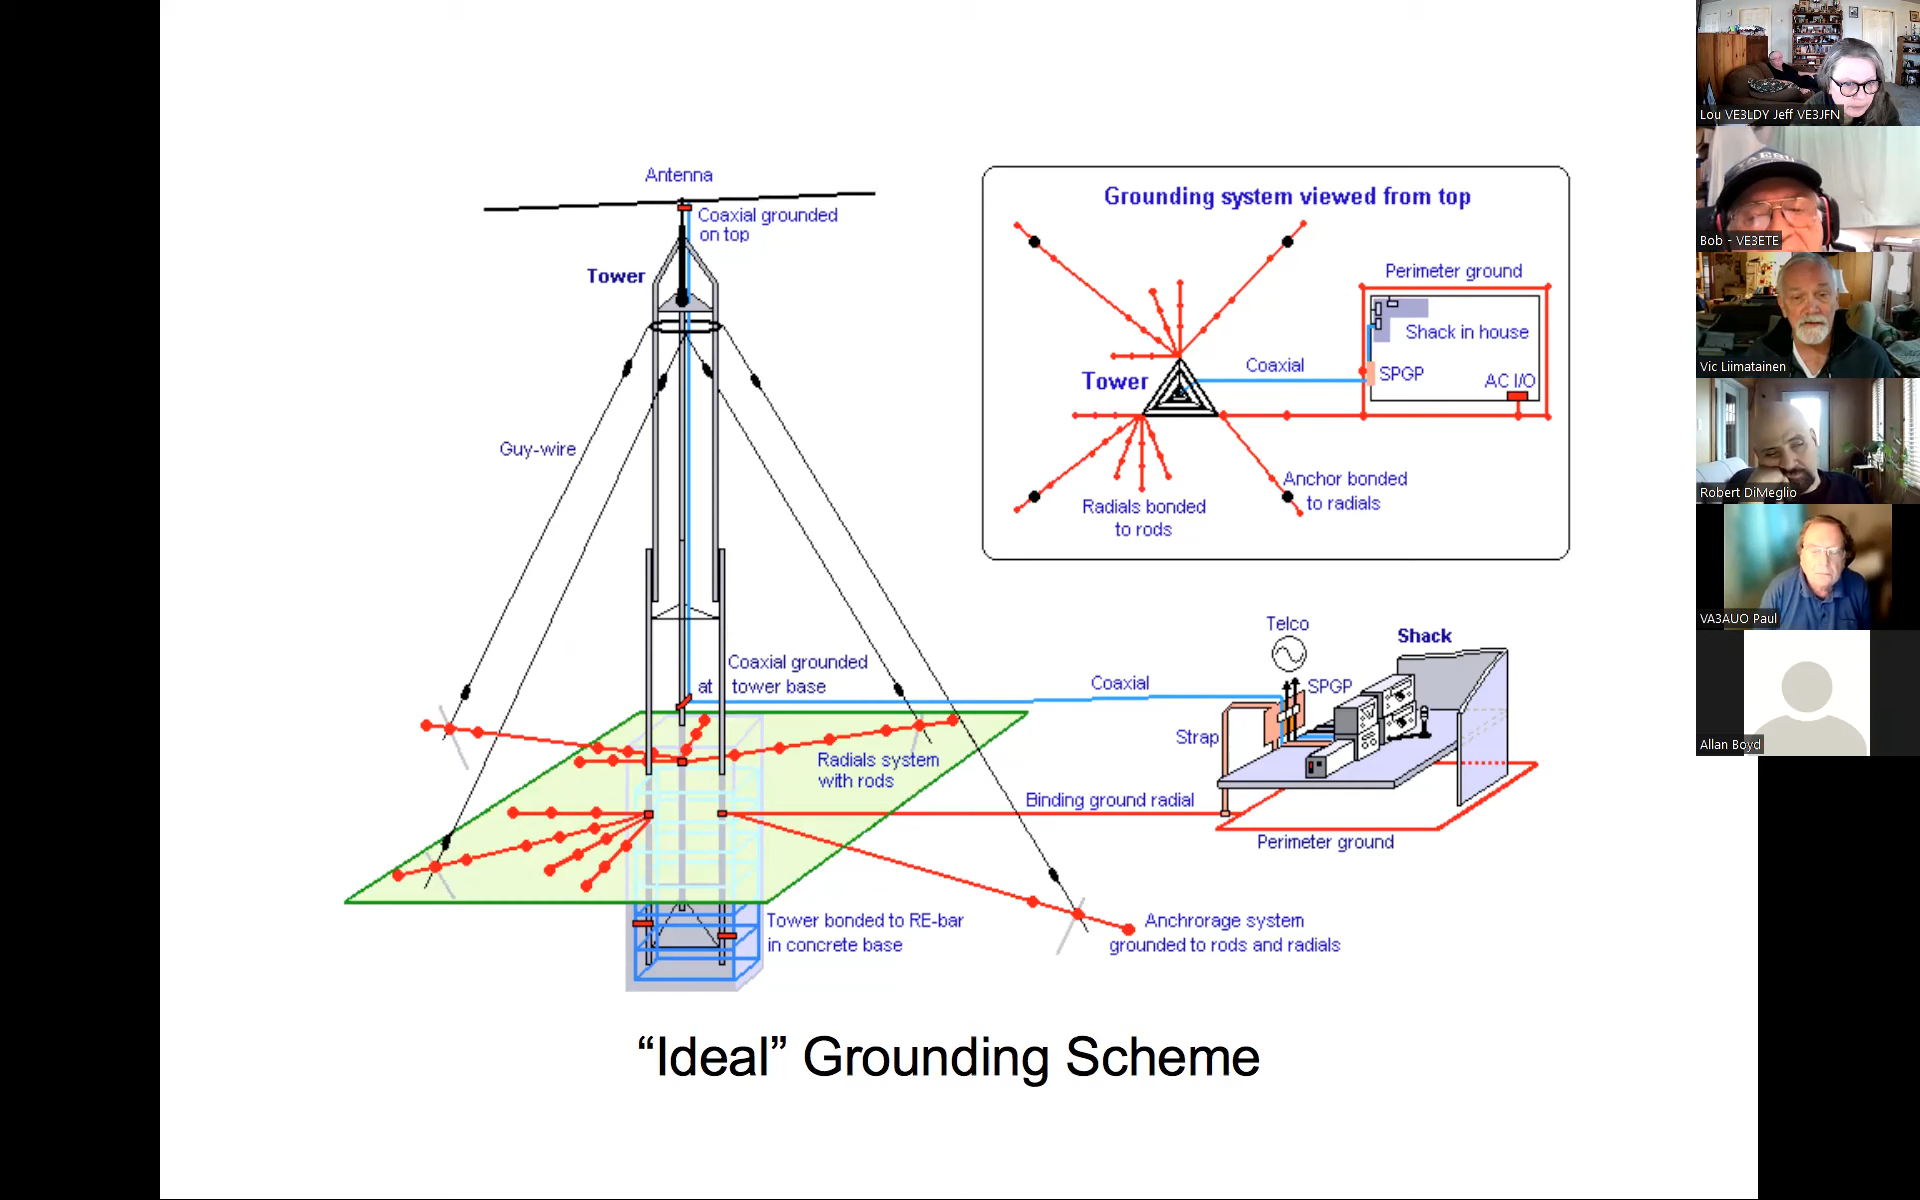 Antenna
Coaxial grounded
on top
Tower
Guy-wire
Coaxial grounded
at tower base
Radials system
with rods
Tower bonded to RE-bar
in concrete base
Grounding system viewed from top
Perimeter ground
Shack in house
SPGP
AC I/O
Coaxial
Tower
Anchor bonded
to radials
Radials bonded
to rods
Telco
Shack
SPGP
Coaxial
Strap
Binding ground radial
Perimeter ground
Anchrorage system
grounded to rods and radials
“Ideal” Grounding Scheme
Lou VE3LDY Jeff VE3JFN
YAESU
Bob - VE3ETE
Vic Liimatainen
Robert DiMeglio
VA3AUO Paul
Allan Boyd